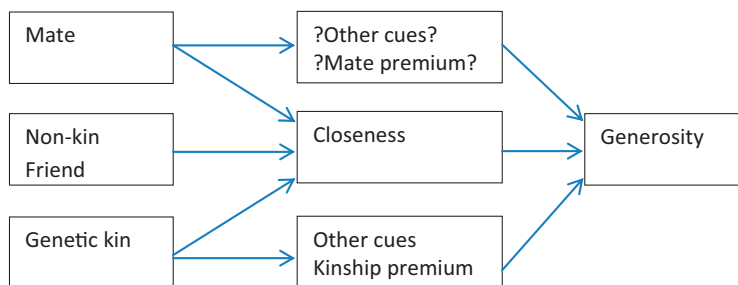 Mate
?Other cues?
?Mate premium?
Non-kin
Friend
Closeness
Generosity
Genetic kin
Other cues
Kinship premium